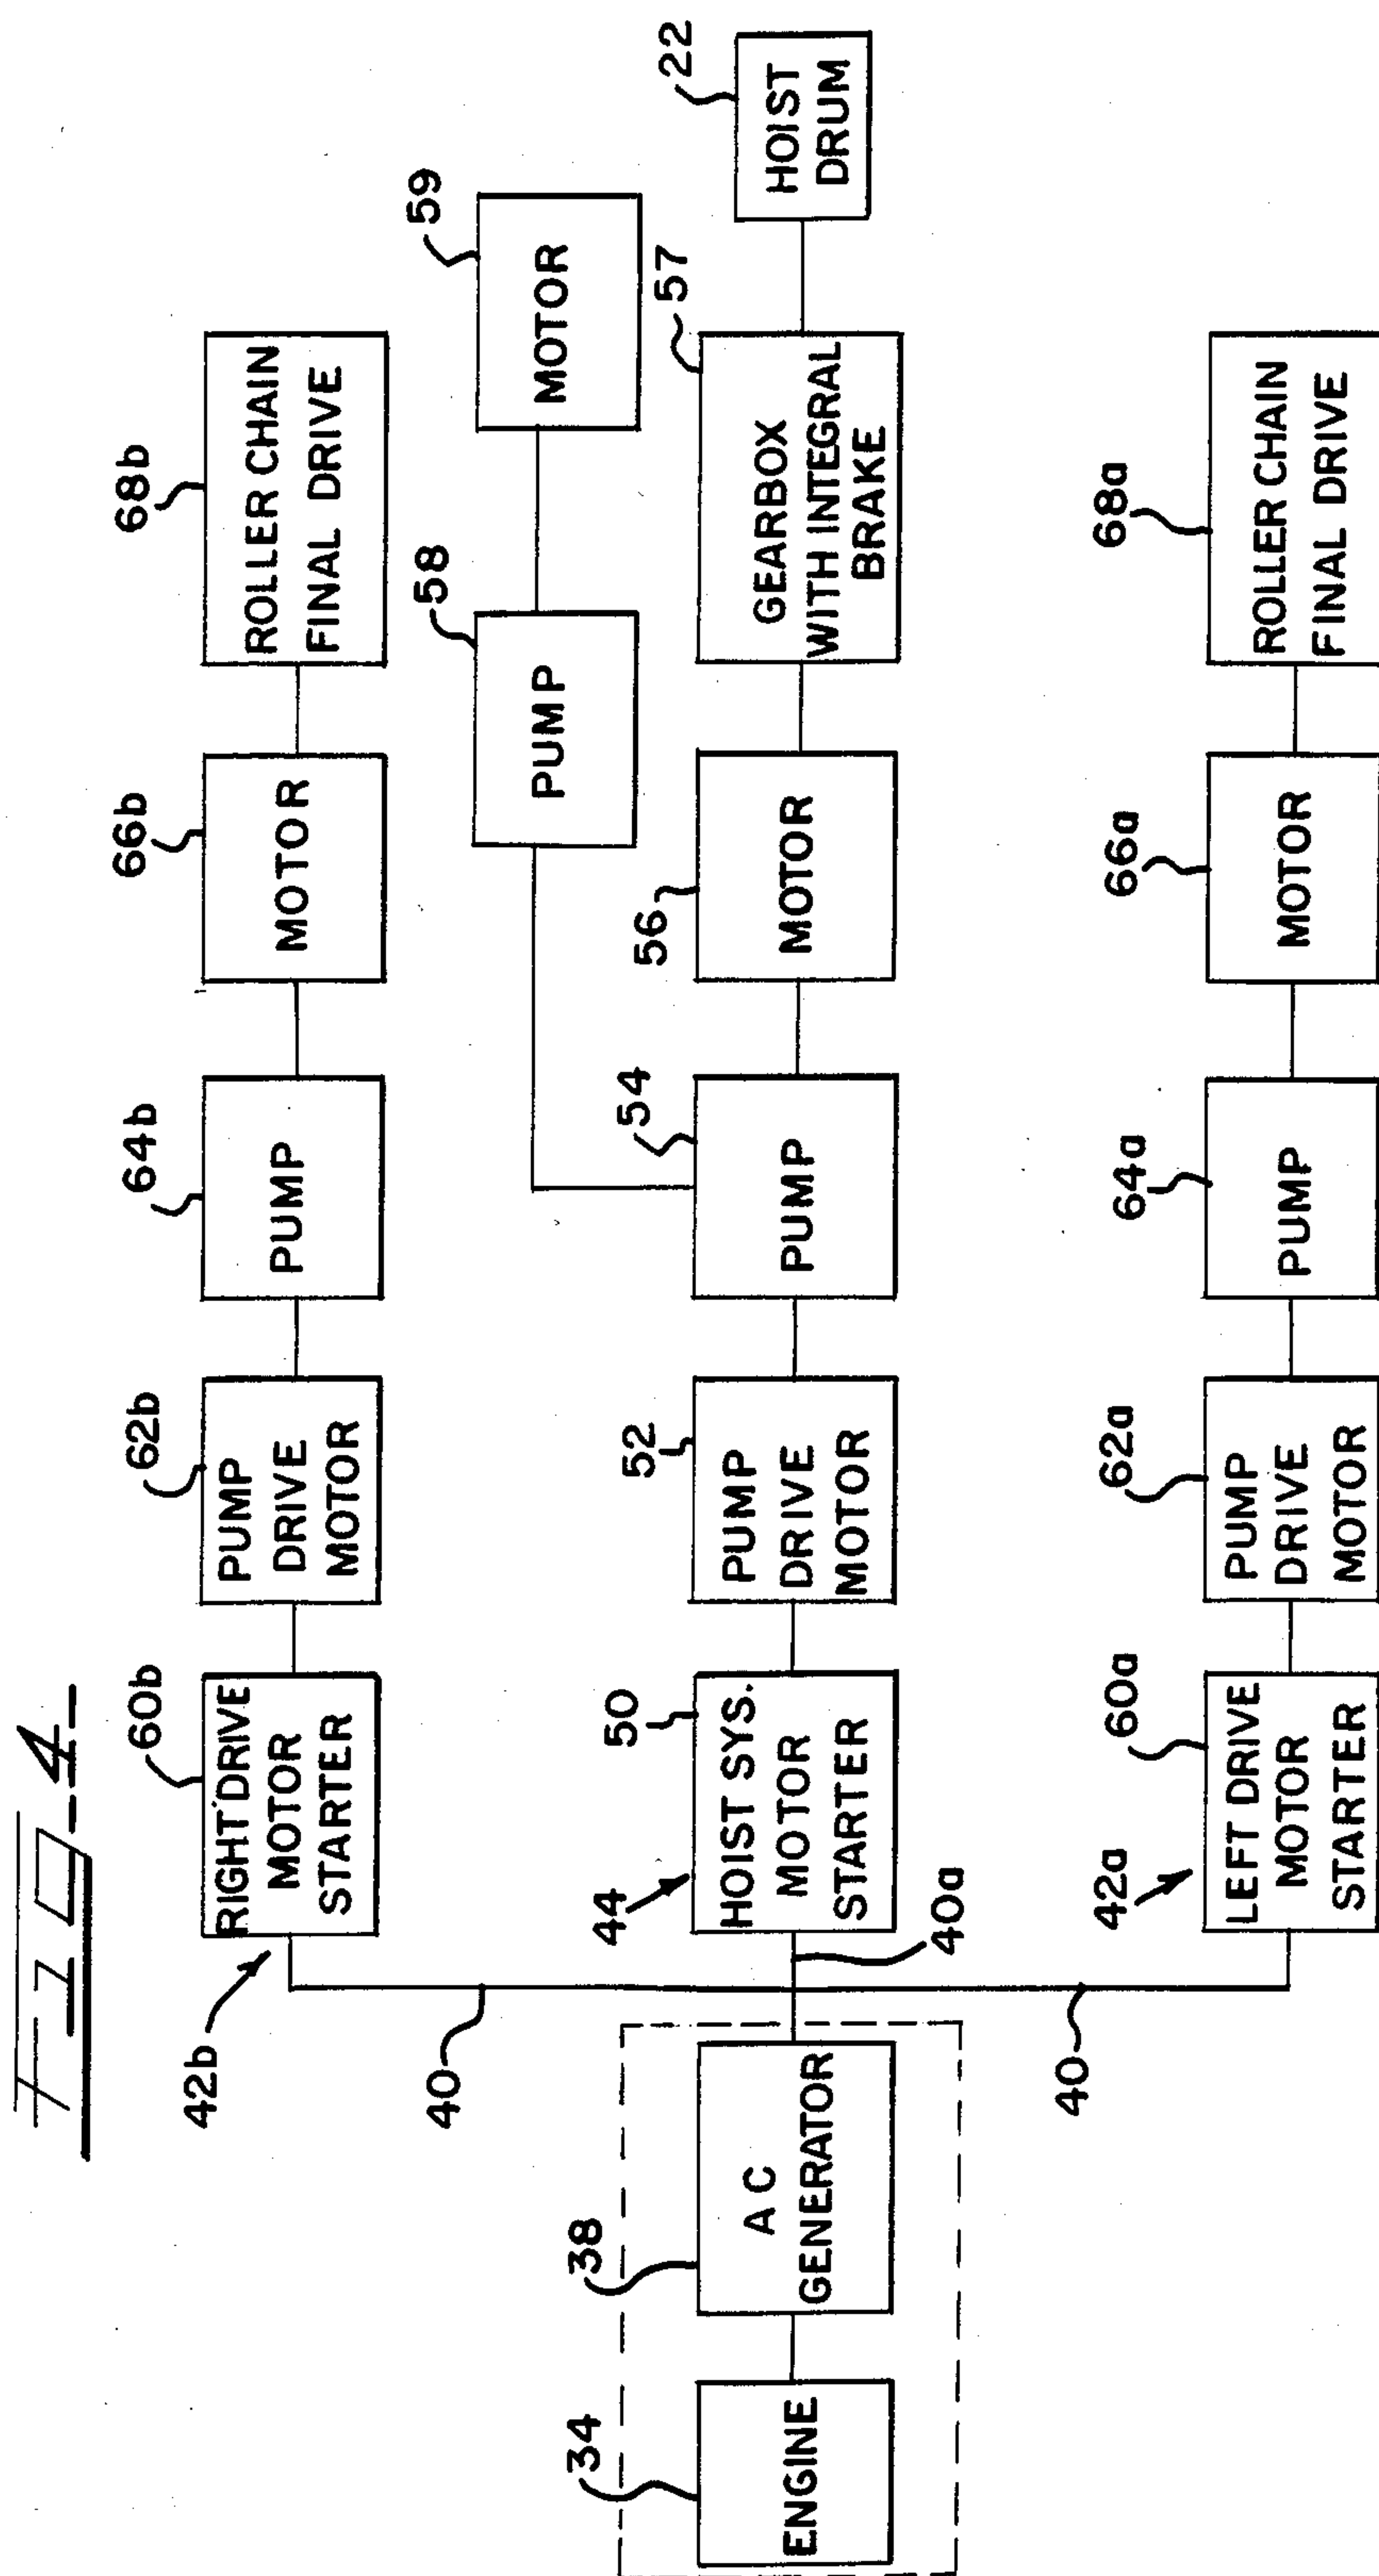 Fig. 4.
60b
RIGHT DRIVE
MOTOR
STARTER
42b
62b
PUMP
DRIVE
MOTOR
64b
PUMP
66b
MOTOR
68b
ROLLER CHAIN
FINAL DRIVE
58
PUMP
59
MOTOR
34
ENGINE
38
AC
GENERATOR
40
40a
40
44
50
HOIST SYS.
MOTOR
STARTER
52
PUMP
DRIVE
MOTOR
54
PUMP
56
MOTOR
57
GEARBOX
WITH INTEGRAL
BRAKE
22
HOIST
DRUM
42a
60a
LEFT DRIVE
MOTOR
STARTER
62a
PUMP
DRIVE
MOTOR
64a
PUMP
66a
MOTOR
68a
ROLLER CHAIN
FINAL DRIVE